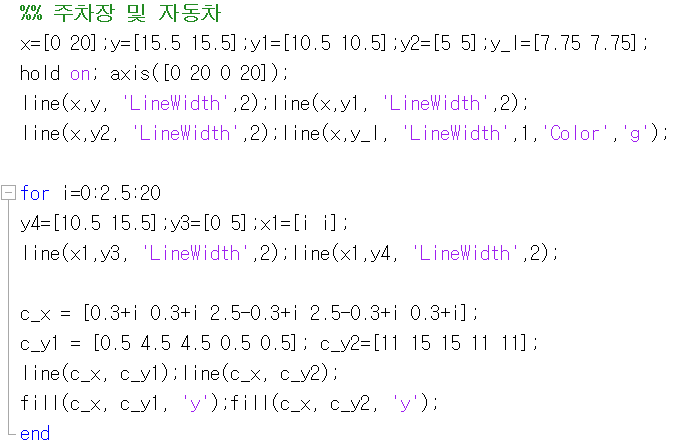 %% 주차장 및 자동차
x=[0 20];y=[15.5 15.5];y1=[10.5 10.5];y2=[5 5];y_l=[7.75 7.75];
hold on; axis([0 20 0 20]);
line(x,y, 'LineWidth',2);line(x,y1, 'LineWidth',2);
line(x,y2, 'LineWidth',2);line(x,y_l, 'LineWidth',1,'Color','g');
for i=0:2.5:20
y4=[10.5 15.5];y3=[0 5];x1=[i i];
line(x1,y3, 'LineWidth',2);line(x1,y4, 'LineWidth',2);
c_x = [0.3+i 0.3+i 2.5-0.3+i 2.5-0.3+i 0.3+i];
c_y1 = [0.5 4.5 4.5 0.5 0.5]; c_y2=[11 15 15 11 11];
line(c_x, c_y1);line(c_x, c_y2);
fill(c_x, c_y1, 'y');fill(c_x, c_y2, 'y');
end